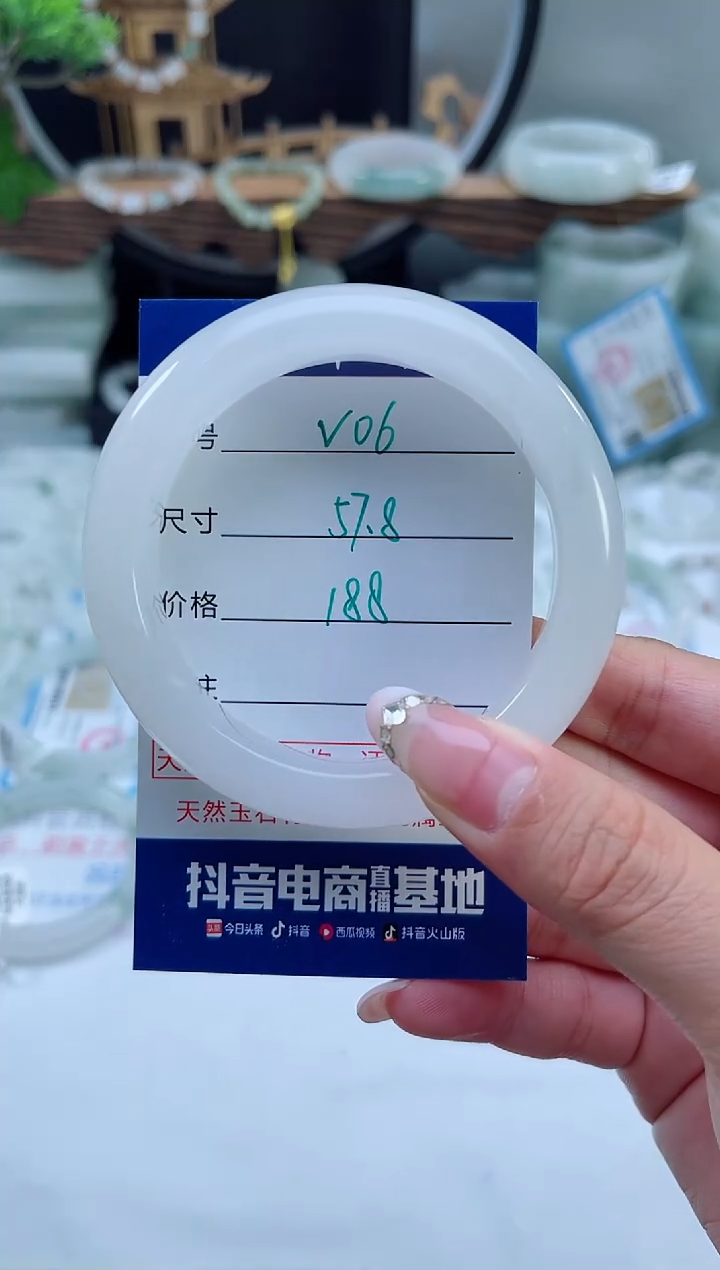 号 V06
尺寸 57.8
价格 188
主
天然玉石
抖音电商直播基地
今日头条 抖音 西瓜视频 抖音火山版